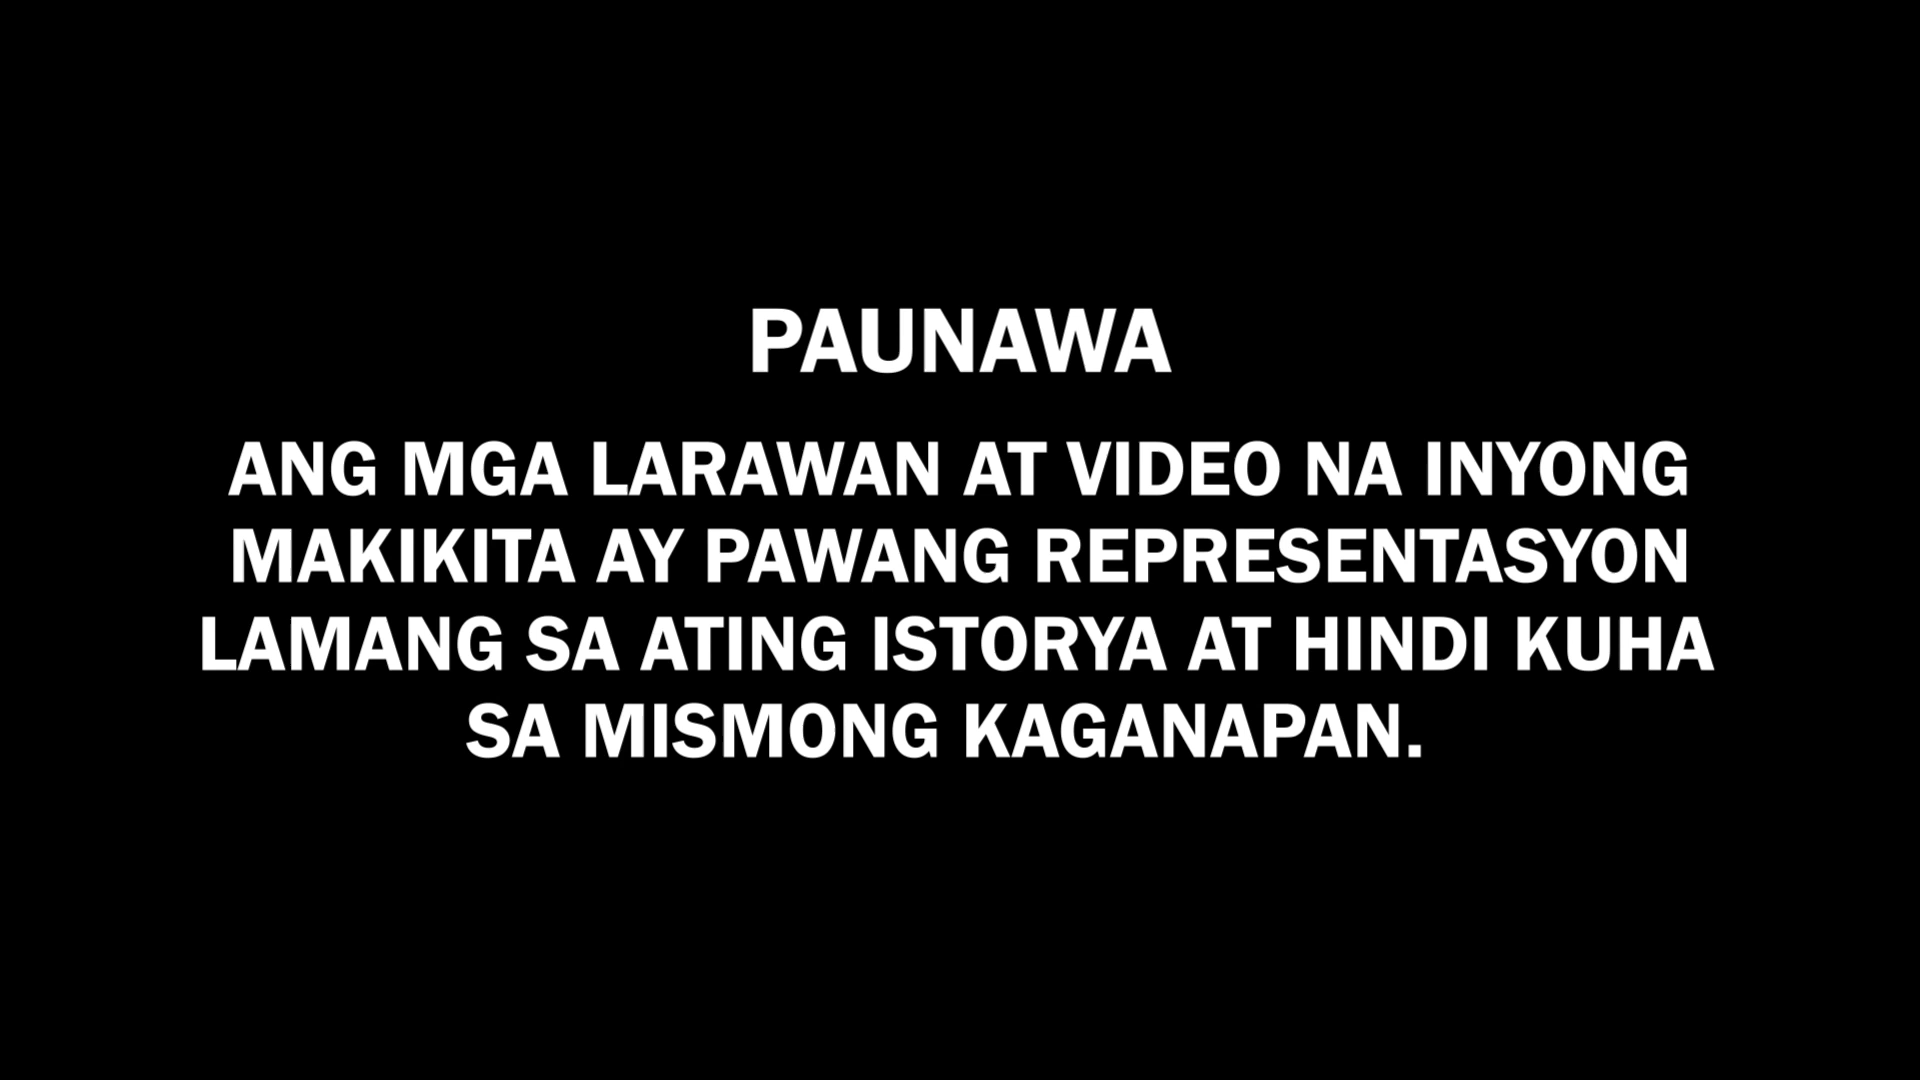 PAUNAWA
ANG MGA LARAWAN AT VIDEO NA INYONG
MAKIKITA AY PAWANG REPRESENTASYON
LAMANG SA ATING ISTORYA AT HINDI KUHA
SA MISMONG KAGANAPAN.